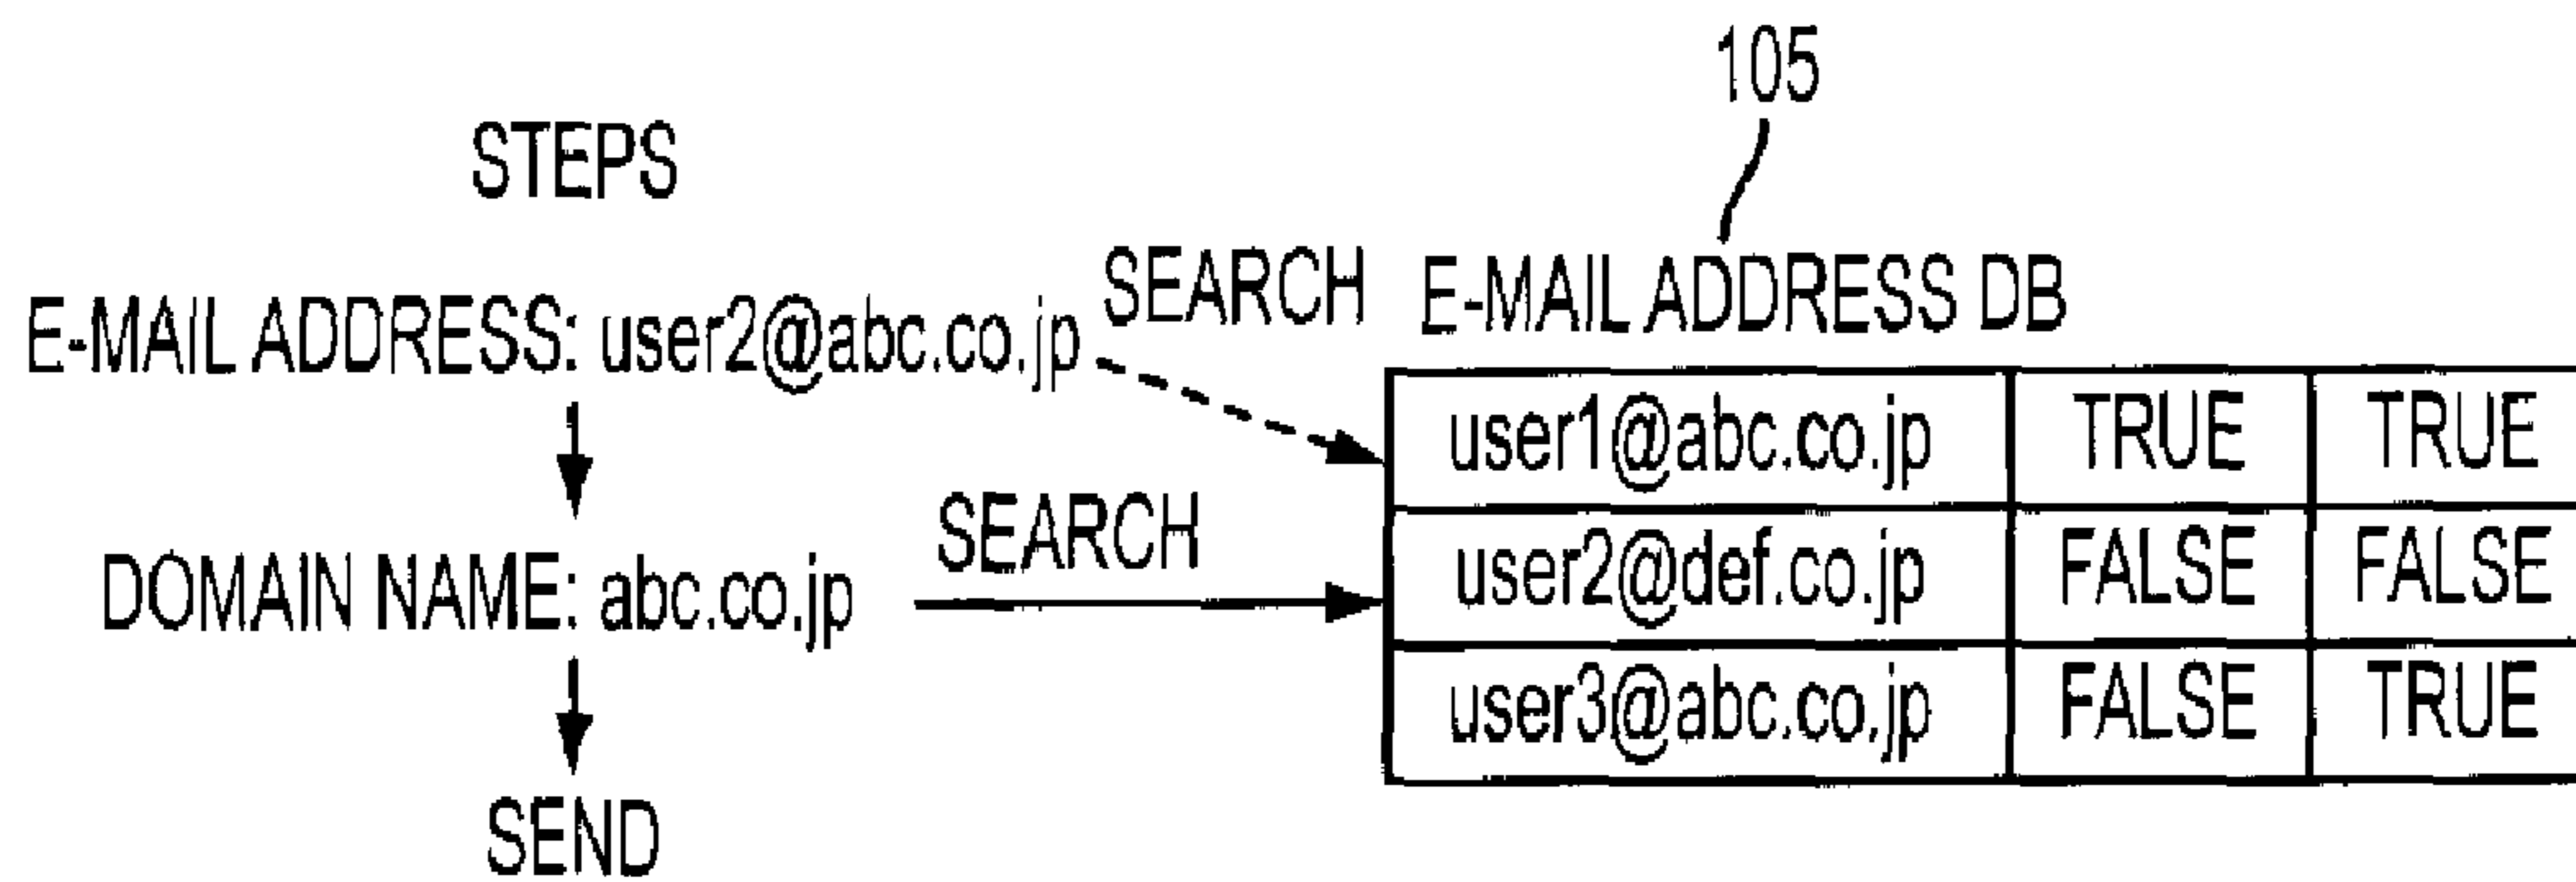 105
STEPS
E-MAIL ADDRESS: user2@abc.co.jp
SEARCH
E-MAIL ADDRESS DB
user1@abc.co.jp TRUE TRUE
DOMAIN NAME: abc.co.jp
SEARCH
user2@def.co.jp FALSE FALSE
user3@abc.co.jp FALSE TRUE
SEND